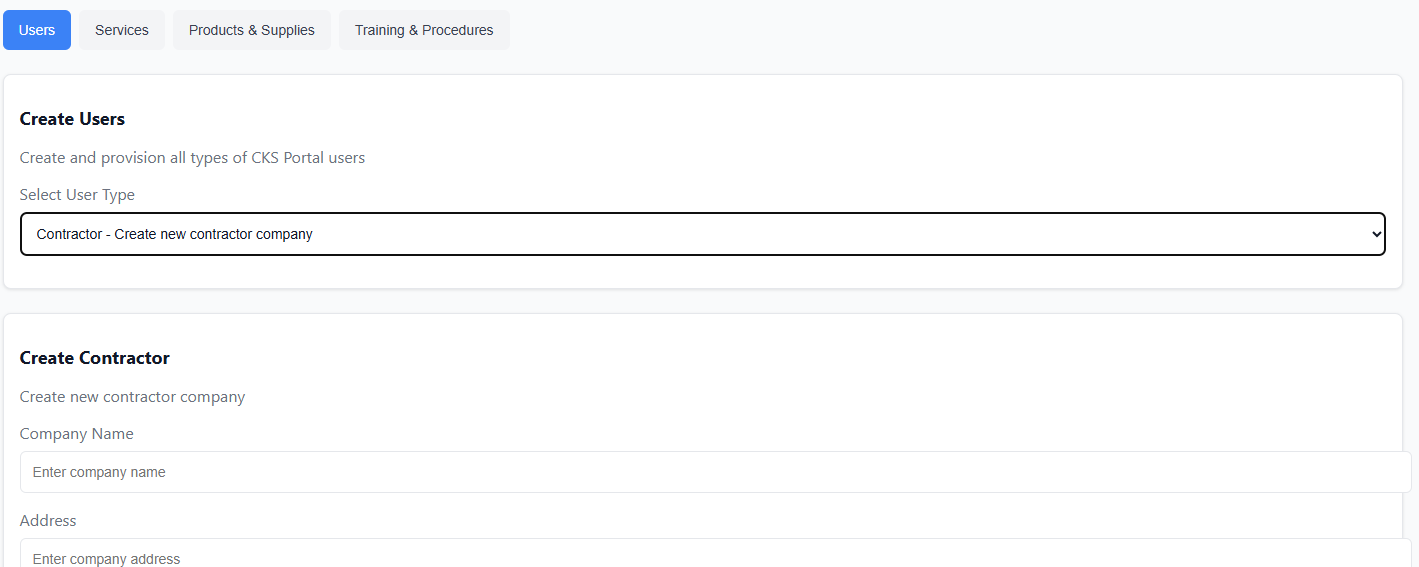 Users Services Products & Supplies Training & Procedures
Create Users
Create and provision all types of CKS Portal users
Select User Type
Contractor - Create new contractor company
Create Contractor
Create new contractor company
Company Name
Enter company name
Address
Enter company address